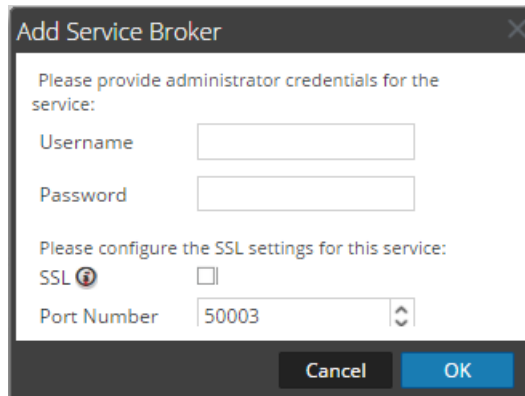 Add Service Broker
Please provide administrator credentials for the
service:
Username
Password
Please configure the SSL settings for this service:
SSL
Port Number 50003
Cancel OK